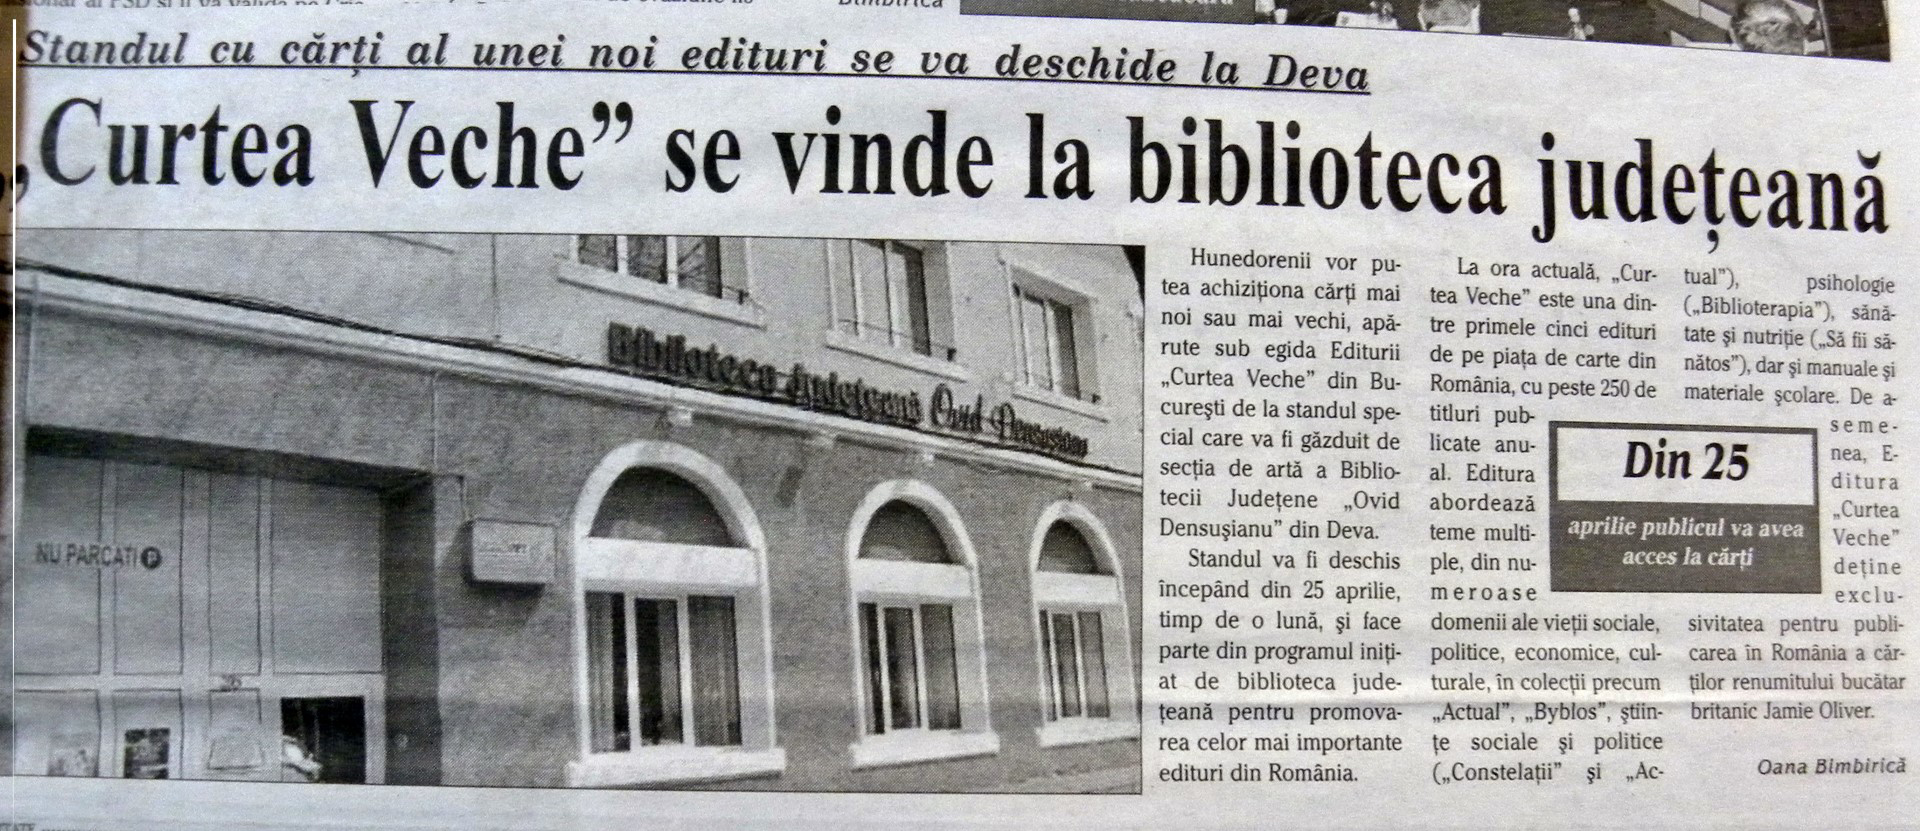 Bimbirica
Standul cu cărți al unei noi edituri se va deschide la Deva
„Curtea Veche” se vinde la biblioteca județeană
Biblioteca Județeană Ovid Densusianu
NU PARCATI P
Hunedorenii vor pu-
tea achiziționa cărți mai
noi sau mai vechi, apă-
rute sub egida Editurii
„Curtea Veche” din Bu-
curești de la standul spe-
cial care va fi găzduit de
secția de artă a Biblio-
tecii Județene „Ovid
Densușianu” din Deva.
Standul va fi deschis
începând din 25 aprilie,
timp de o lună, și face
parte din programul iniți-
at de biblioteca jude-
țeană pentru promova-
rea celor mai importante
edituri din România.
La ora actuală, „Cur-
tea Veche” este una din-
tre primele cinci edituri
de pe piața de carte din
România, cu peste 250 de
titluri pub-
licate anu-
al. Editura
abordează
teme multi-
ple, din nu-
meroase
domenii ale vieții sociale,
politice, economice, cul-
turale, în colecții precum
„Actual”, „Byblos”, știin-
țe sociale și politice
(„Constelații” și „Ac-
tual”), psihologie
(„Biblioterapia”), sănă-
tate și nutriție („Să fii să-
nătos”), dar și manuale și
materiale școlare. De a-
seme-
nea, E-
ditura
„Curtea
Veche”
deține
exclu-
sivitatea pentru publi-
carea în România a căr-
ților renumitului bucătar
britanic Jamie Oliver.
Oana Bimbirică
Din 25
aprilie publicul va avea
acces la cărți